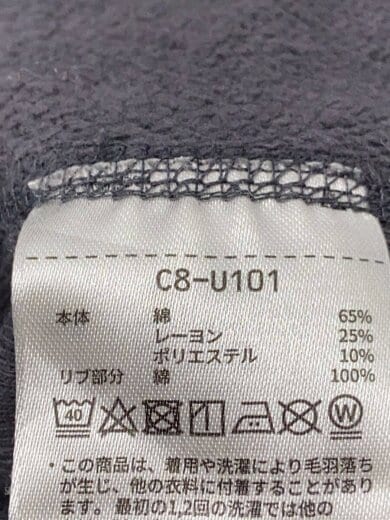 C8-U101
本体 綿 65%
レーヨン 25%
ポリエステル 10%
リブ部分 綿 100%
40 W
・この商品は、着用や洗濯により毛羽落ち
が生じ、他の衣料に付着することがあり
ます。最初の1,2回の洗濯では他の